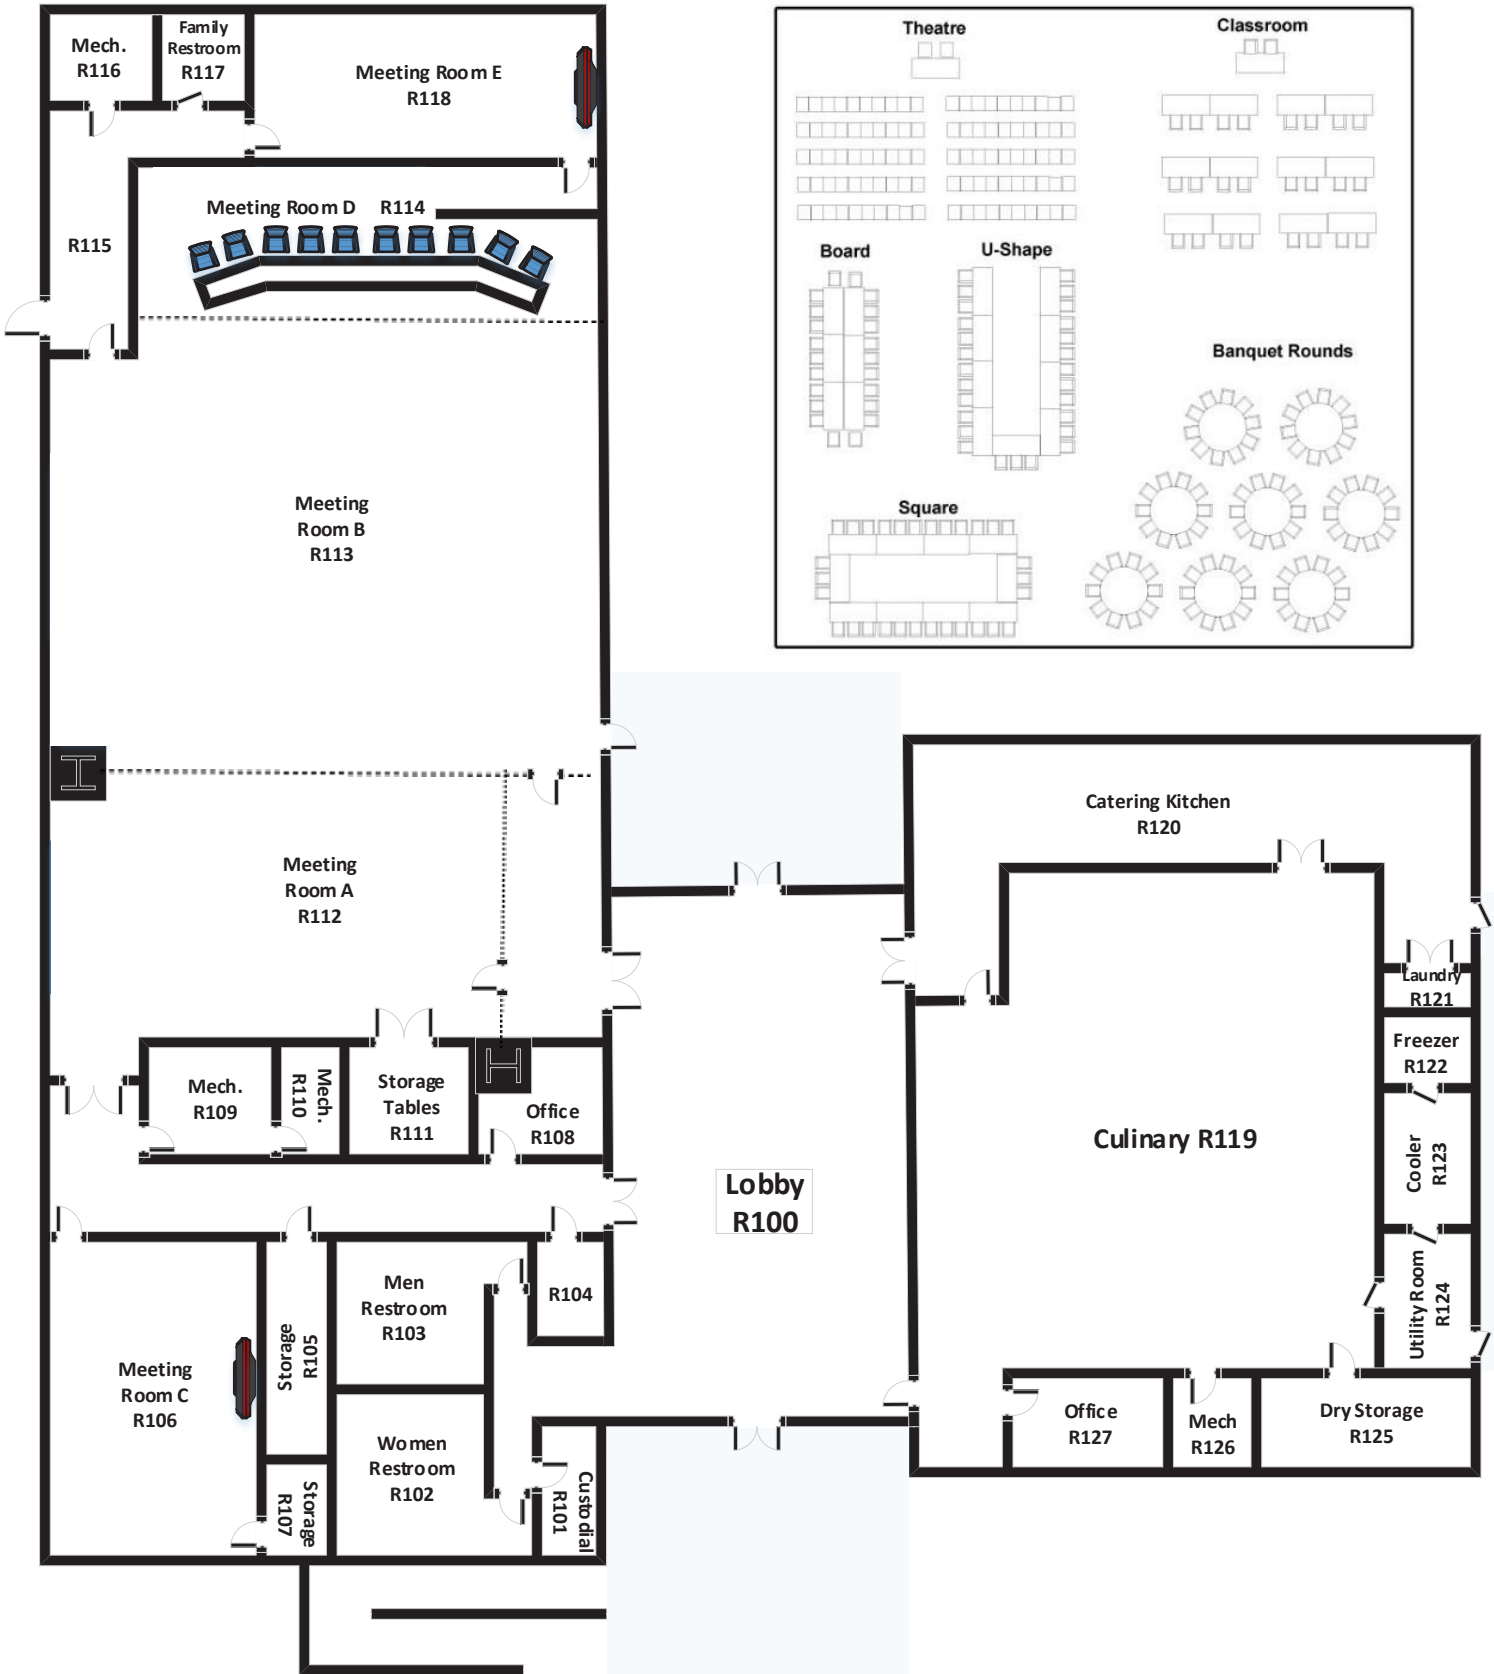 Mech.
R116
Family
Restroom
R117
Meeting Room E
R118
Meeting Room D R114
R115
Meeting
Room B
R113
Meeting
Room A
R112
Mech.
R109
Mech.
R110
Storage
Tables
R111
Office
R108
Meeting
Room C
R106
Storage
R105
Storage
R107
Men
Restroom
R103
Women
Restroom
R102
R104
Custodial
R101
Lobby
R100
Theatre
Classroom
Board
U-Shape
Banquet Rounds
Square
Catering Kitchen
R120
Laundry
R121
Freezer
R122
Cooler
R123
Culinary R119
Utility Room
R124
Office
R127
Mech
R126
Dry Storage
R125